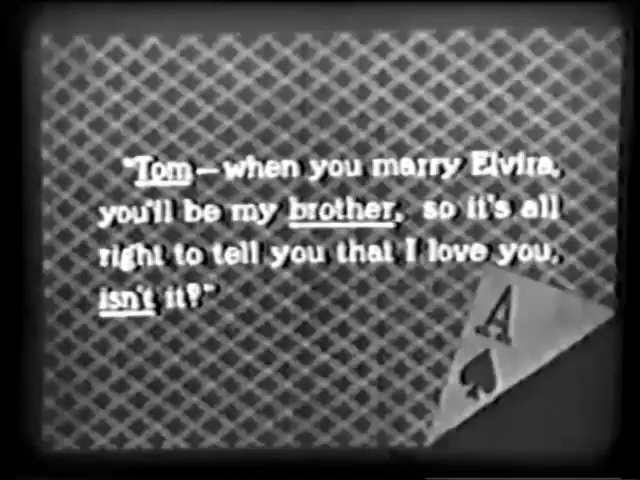 "Tom — when you marry Elvira,
you'll be my brother, so it's all
right to tell you that I love you,
isn't it?"
A